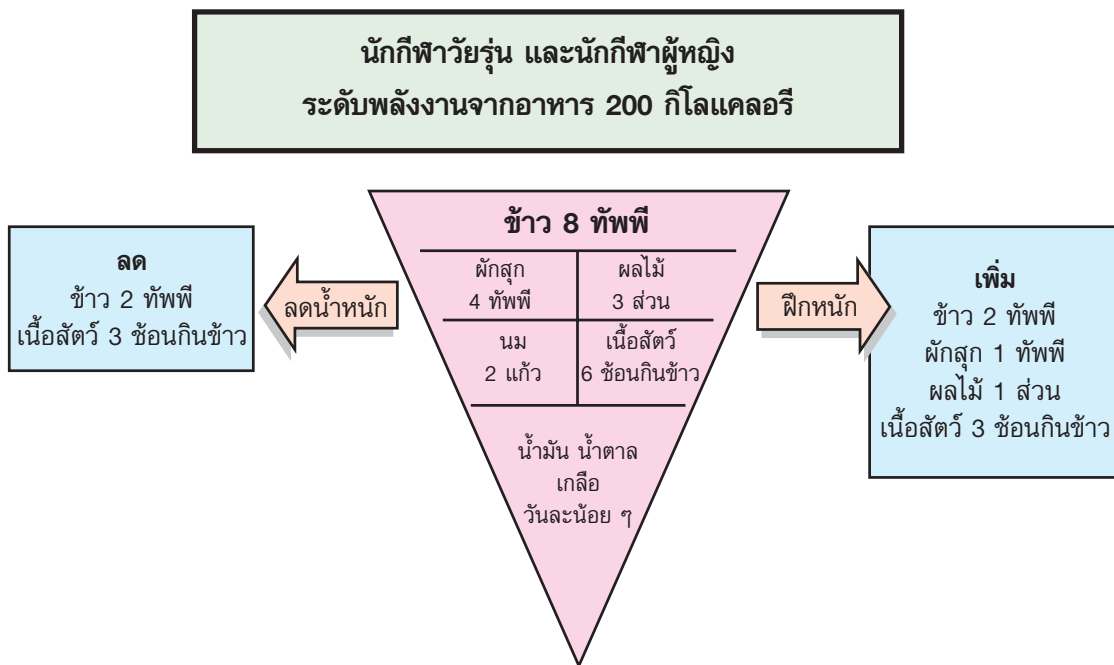 นักกีฬาวัยรุ่น และนักกีฬาผู้หญิง
ระดับพลังงานจากอาหาร 200 กิโลแคลอรี
ข้าว 8 ทัพพี
ผักสุก
4 ทัพพี
ผลไม้
3 ส่วน
นม
2 แก้ว
เนื้อสัตว์
6 ช้อนกินข้าว
น้ำมัน น้ำตาล
เกลือ
วันละน้อย ๆ
ลดน้ำหนัก
ลด
ข้าว 2 ทัพพี
เนื้อสัตว์ 3 ช้อนกินข้าว
ฝึกหนัก
เพิ่ม
ข้าว 2 ทัพพี
ผักสุก 1 ทัพพี
ผลไม้ 1 ส่วน
เนื้อสัตว์ 3 ช้อนกินข้าว